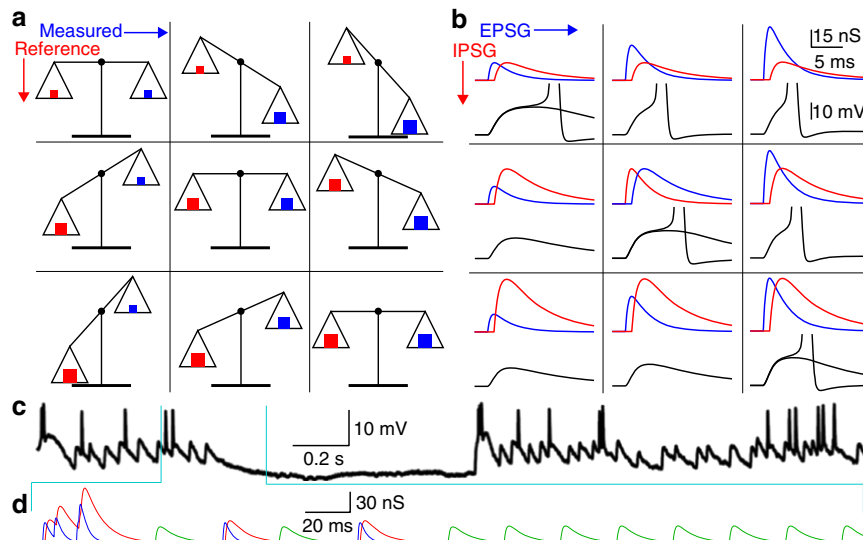 a
Measured
Reference
b
EPSG
IPSG
15 nS
5 ms
10 mV
c
10 mV
0.2 s
d
30 nS
20 ms